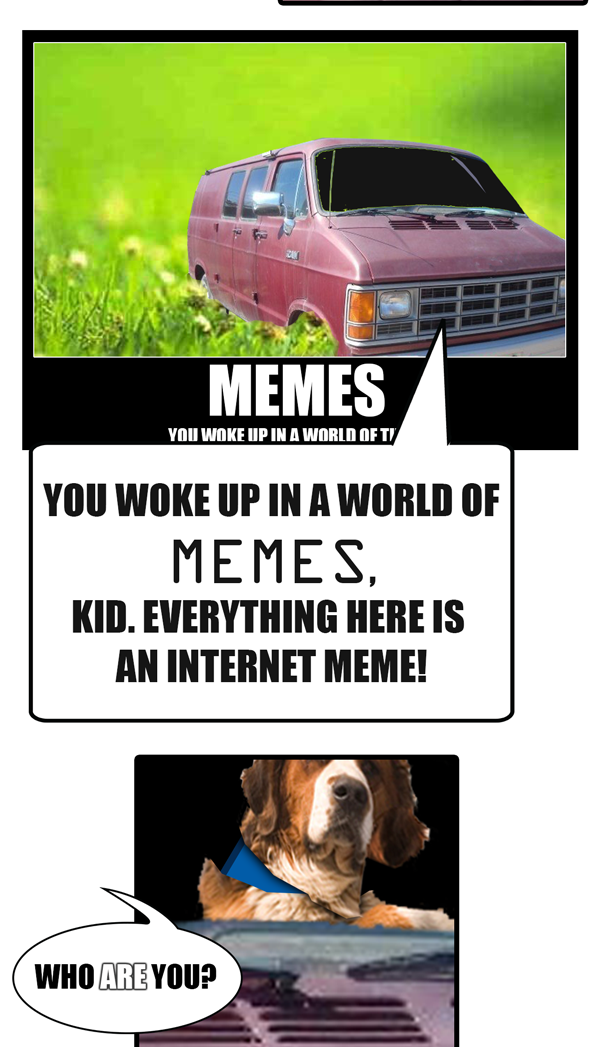 MEMES
YOU WOKE UP IN A WORLD OF
YOU WOKE UP IN A WORLD OF
MEMES,
KID. EVERYTHING HERE IS
AN INTERNET MEME!
WHO ARE YOU?